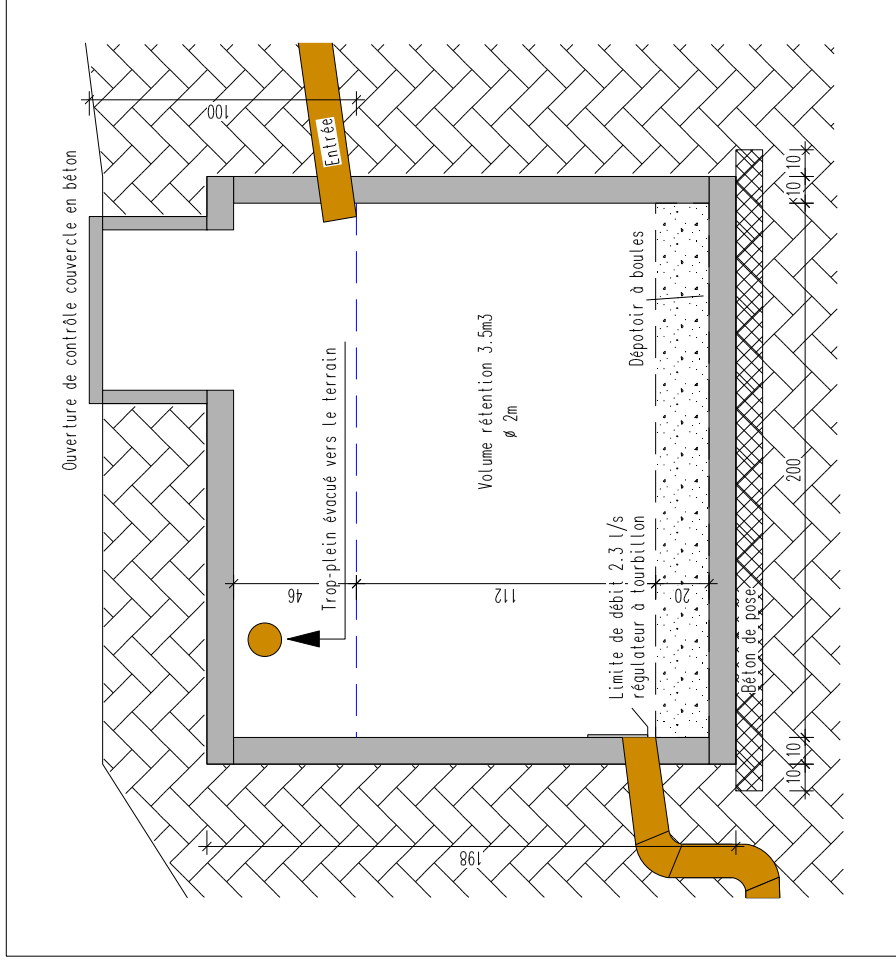 Ouverture de contrôle couvercle en béton
100
Entrée
Trop-plein évacué vers le terrain
Volume rétention 3.5m3
ø 2m
Dépotoir à boules
46
112
20
Limite de débit 2.3 l/s
régulateur à tourbillon
Béton de pose
198
10
10
200
10
10